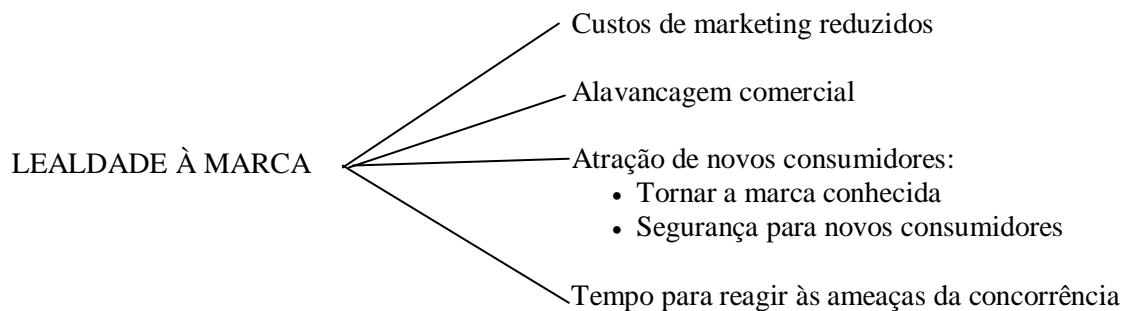 Custos de marketing reduzidos
Alavancagem comercial
LEALDADE À MARCA
Atração de novos consumidores:
• Tornar a marca conhecida
• Segurança para novos consumidores
Tempo para reagir às ameaças da concorrência